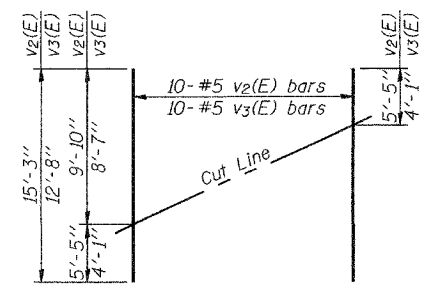 v2(E)
v3(E)
v2(E)
v3(E)
v2(E)
v3(E)
10-#5 v2(E) bars
10-#5 v3(E) bars
5'-5"
4'-1"
15'-3"
12'-8"
9'-10"
8'-7"
Cut Line
5'-5"
4'-1"